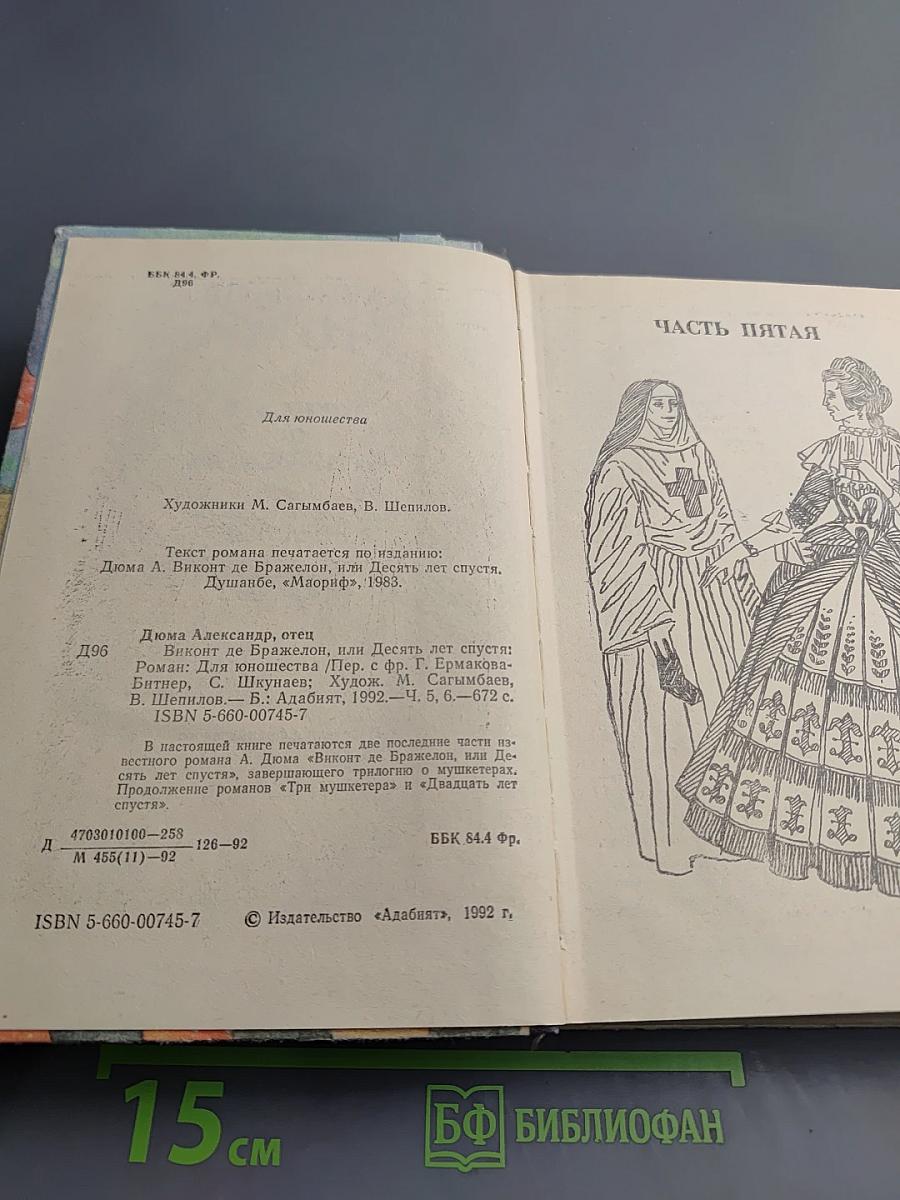 ББК 84.4. ФР.
Д96
Для юношества
Художники М. Сагымбаев, В. Шепилов.
Текст романа печатается по изданию:
Дюма А. Виконт де Бражелон, или Десять лет спустя.
Душанбе, «Маориф», 1983.
Дюма Александр, отец
Д96 Виконт де Бражелон, или Десять лет спустя:
Роман: Для юношества /Пер. с фр. Г. Ермакова-
Битнер, С. Шкунаев; Худож. М. Сагымбаев,
В. Шепилов.— Б.: Адабият, 1992.—Ч. 5, 6.—672 с.
ISBN 5-660-00745-7
В настоящей книге печатаются две последние части из-
вестного романа А. Дюма «Виконт де Бражелон, или Де-
сять лет спустя», завершающего трилогию о мушкетерах.
Продолжение романов «Три мушкетера» и «Двадцать лет
спустя».
Д 4703010100—258
М 455(11)—92 126—92
ББК 84.4 Фр.
ISBN 5-660-00745-7 © Издательство «Адабият», 1992 г.
ЧАСТЬ ПЯТАЯ
15 см
БФ БИБЛИОФАН